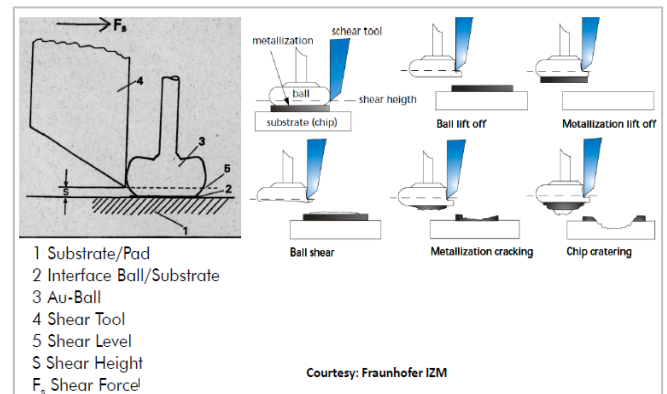 Fₛ
4
3
5
2
S
1
1 Substrate/Pad
2 Interface Ball/Substrate
3 Au-Ball
4 Shear Tool
5 Shear Level
S Shear Height
Fₛ Shear Force
metallization
schear tool
ball
shear heigth
substrate (chip)
Ball lift off
Metallization lift off
Ball shear
Metallization cracking
Chip cratering
Courtesy: Fraunhofer IZM